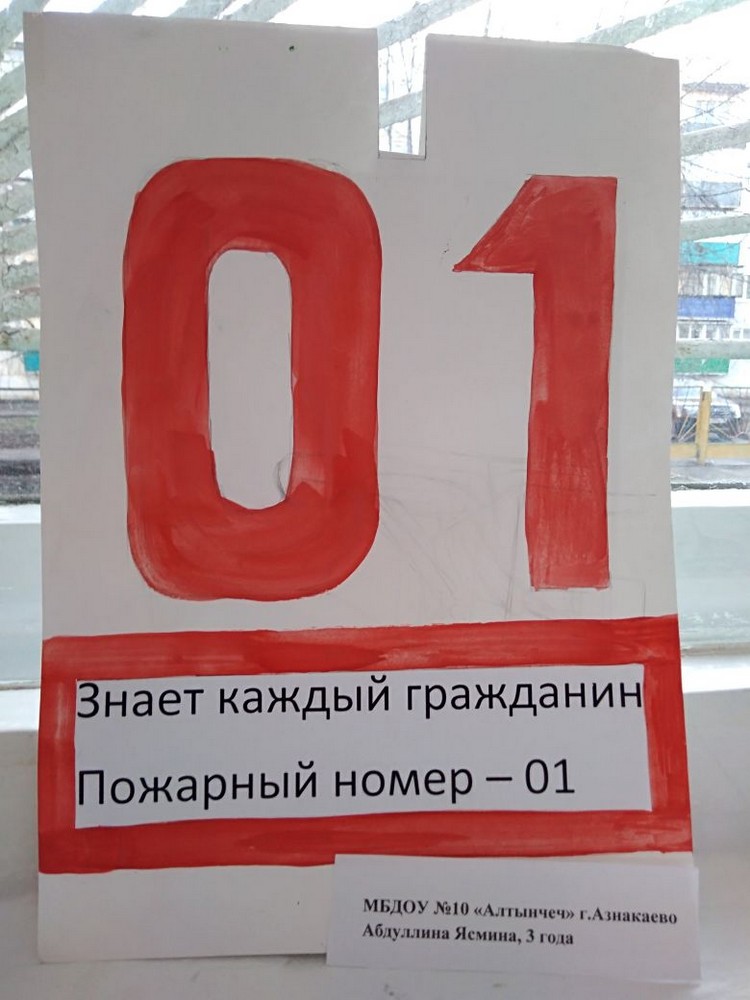 01
Знает каждый гражданин
Пожарный номер – 01
МБДОУ №10 «Алтынчеч» г.Азнакаево
Абдуллина Ясмина, 3 года